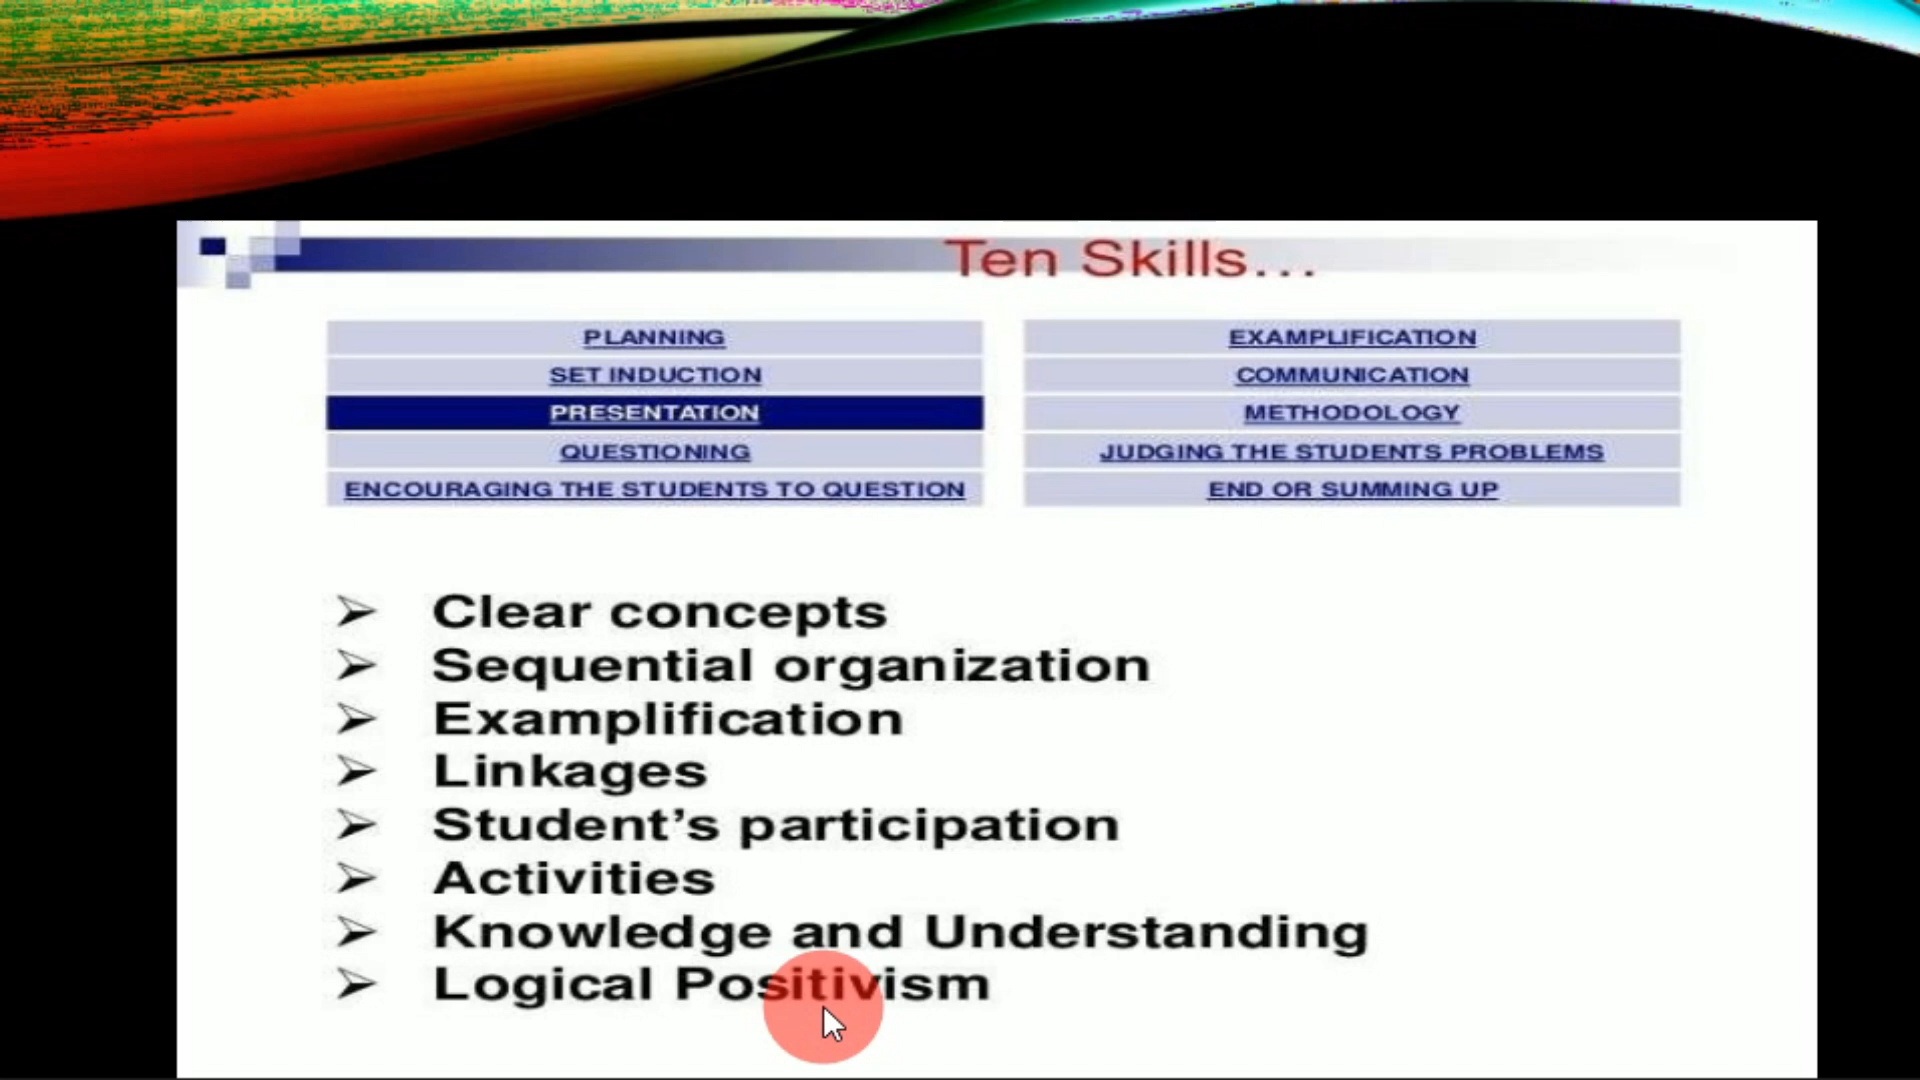 Ten Skills...
PLANNING
SET INDUCTION
PRESENTATION
QUESTIONING
ENCOURAGING THE STUDENTS TO QUESTION
EXAMPLIFICATION
COMMUNICATION
METHODOLOGY
JUDGING THE STUDENTS PROBLEMS
END OR SUMMING UP
Clear concepts
Sequential organization
Examplification
Linkages
Student’s participation
Activities
Knowledge and Understanding
Logical Positivism